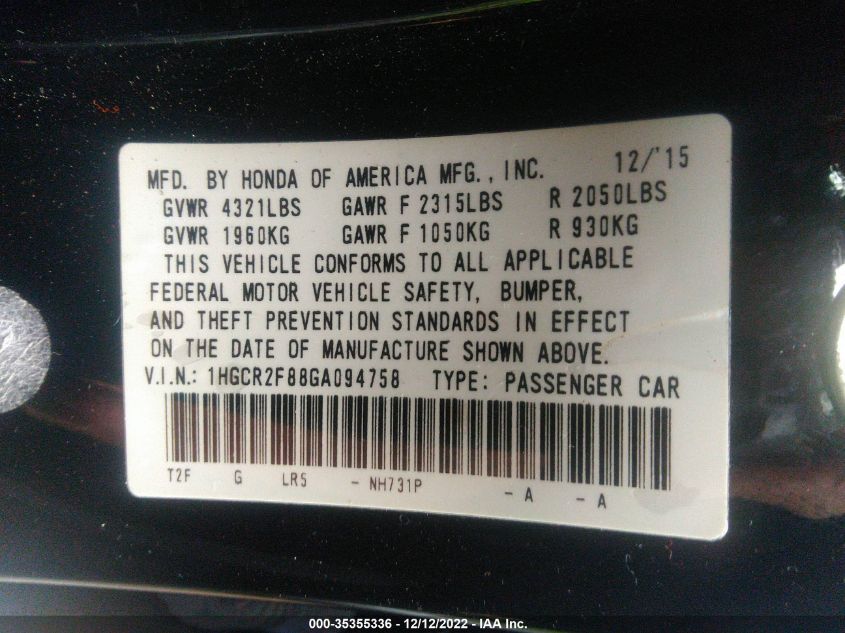 MFD. BY HONDA OF AMERICA MFG., INC. 12/'15
GVWR 4321LBS GAWR F 2315LBS R 2050LBS
GVWR 1960KG GAWR F 1050KG R 930KG
THIS VEHICLE CONFORMS TO ALL APPLICABLE
FEDERAL MOTOR VEHICLE SAFETY, BUMPER,
AND THEFT PREVENTION STANDARDS IN EFFECT
ON THE DATE OF MANUFACTURE SHOWN ABOVE.
V.I.N.: 1HGCR2F88GA094758 TYPE: PASSENGER CAR
T2F G LR5 - NH731P - A - A
000-35355336 - 12/12/2022 - IAA Inc.